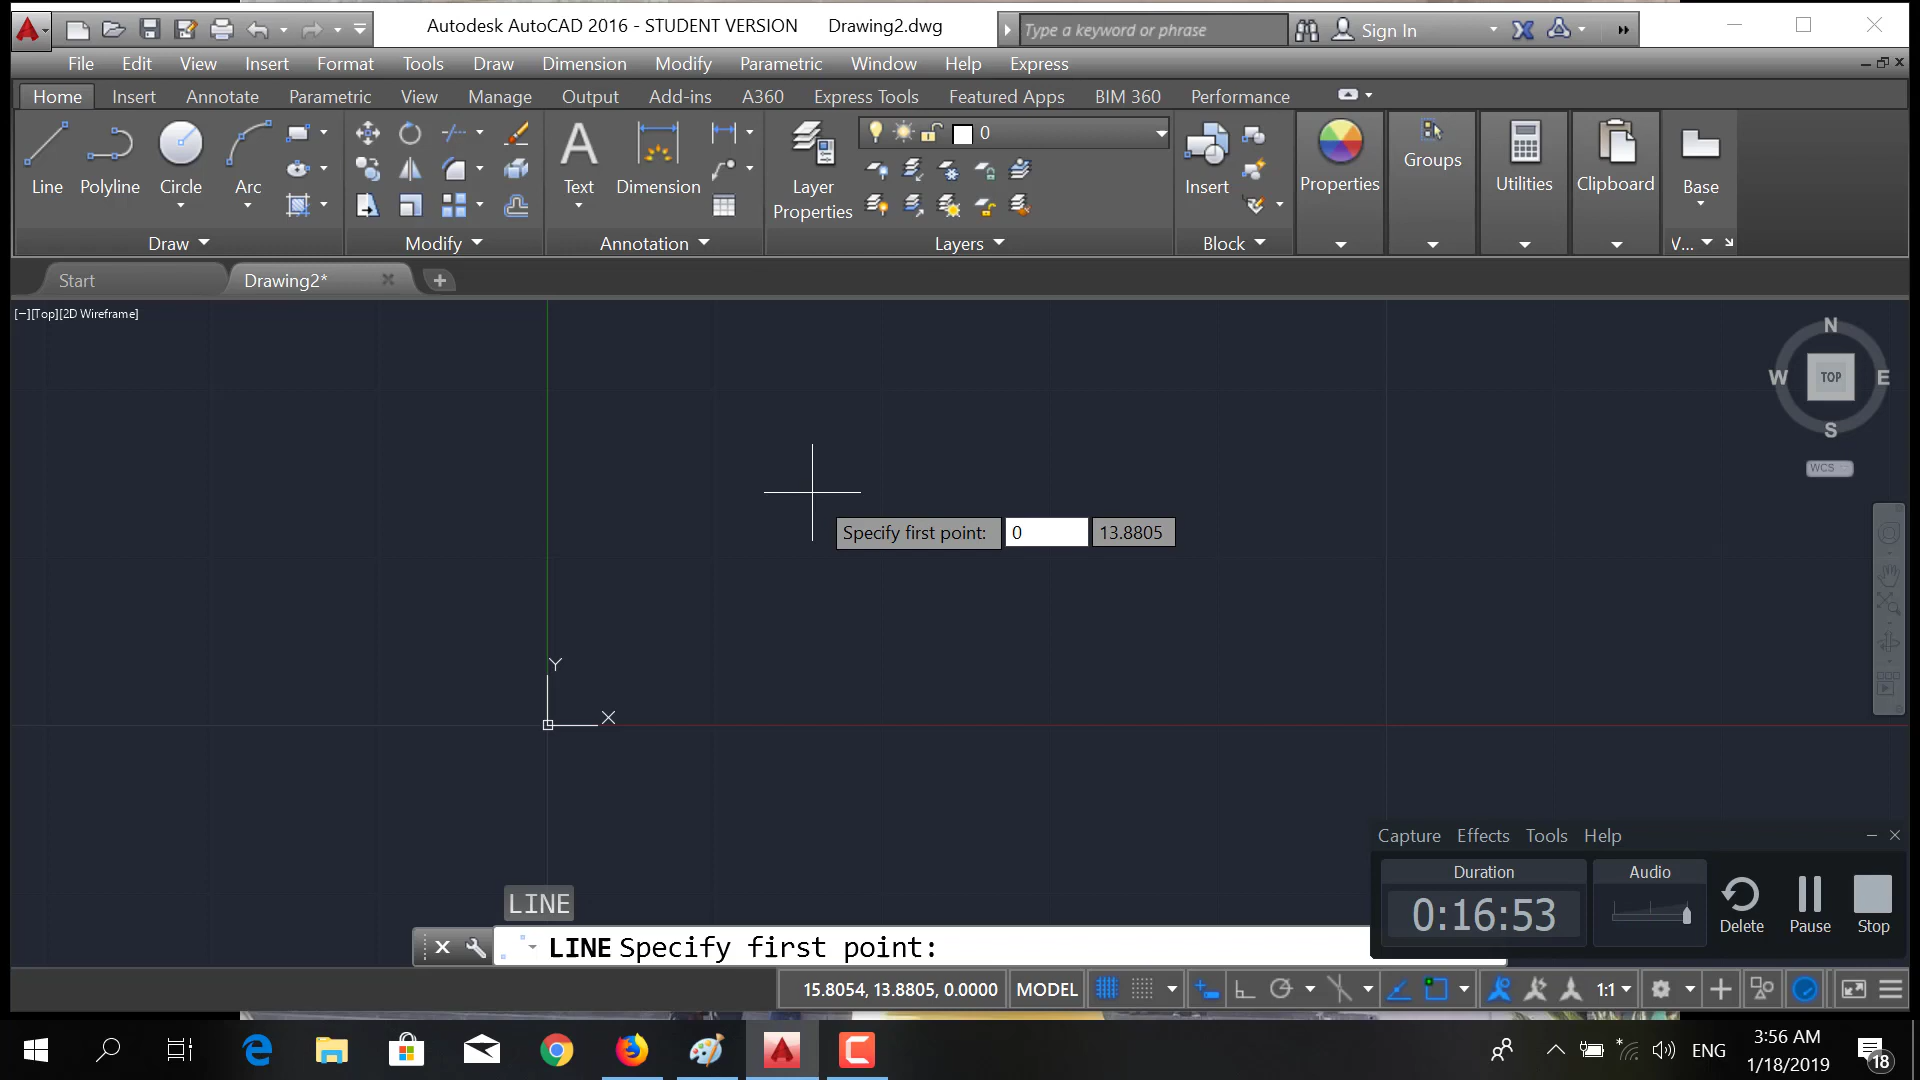 Autodesk AutoCAD 2016 - STUDENT VERSION Drawing2.dwg
Type a keyword or phrase
Sign In
File Edit View Insert Format Tools Draw Dimension Modify Parametric Window Help Express
Home Insert Annotate Parametric View Manage Output Add-ins A360 Express Tools Featured Apps BIM 360 Performance
0
Line Polyline Circle Arc
A
Text Dimension
Layer
Properties
Insert
Properties
Groups
Utilities
Clipboard
Base
Draw Modify Annotation Layers Block V...
Start Drawing2*
[−][Top][2D Wireframe]
N
W TOP E
S
WCS
Specify first point: 0 13.8805
Y
X
Capture Effects Tools Help
Duration Audio
0:16:53
Delete Pause Stop
LINE
LINE Specify first point:
15.8054, 13.8805, 0.0000 MODEL 1:1
ENG
3:56 AM
1/18/2019
18